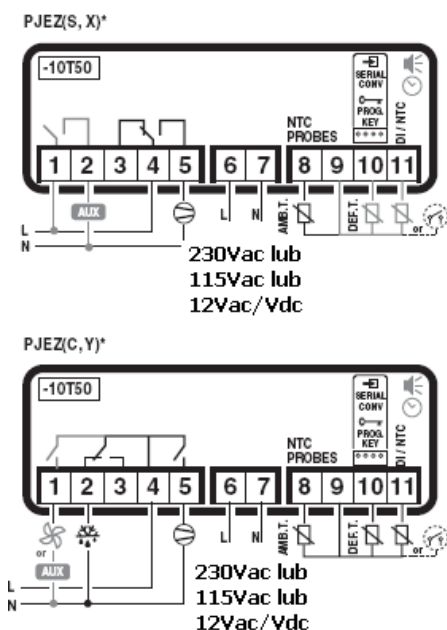 PJEZ(S, X)*
-10T50
SERIAL
CONV
PROG.
KEY
NTC
PROBES
DI / NTC
1 2 3 4 5 6 7 8 9 10 11
AUX
L N
AMB.T.
DEF.T.
or
L
N
230Vac lub
115Vac lub
12Vac/Vdc
PJEZ(C,Y)*
-10T50
SERIAL
CONV
PROG.
KEY
NTC
PROBES
DI / NTC
1 2 3 4 5 6 7 8 9 10 11
or
AUX
L N
AMB.T.
DEF.T.
or
L
N
230Vac lub
115Vac lub
12Vac/Vdc